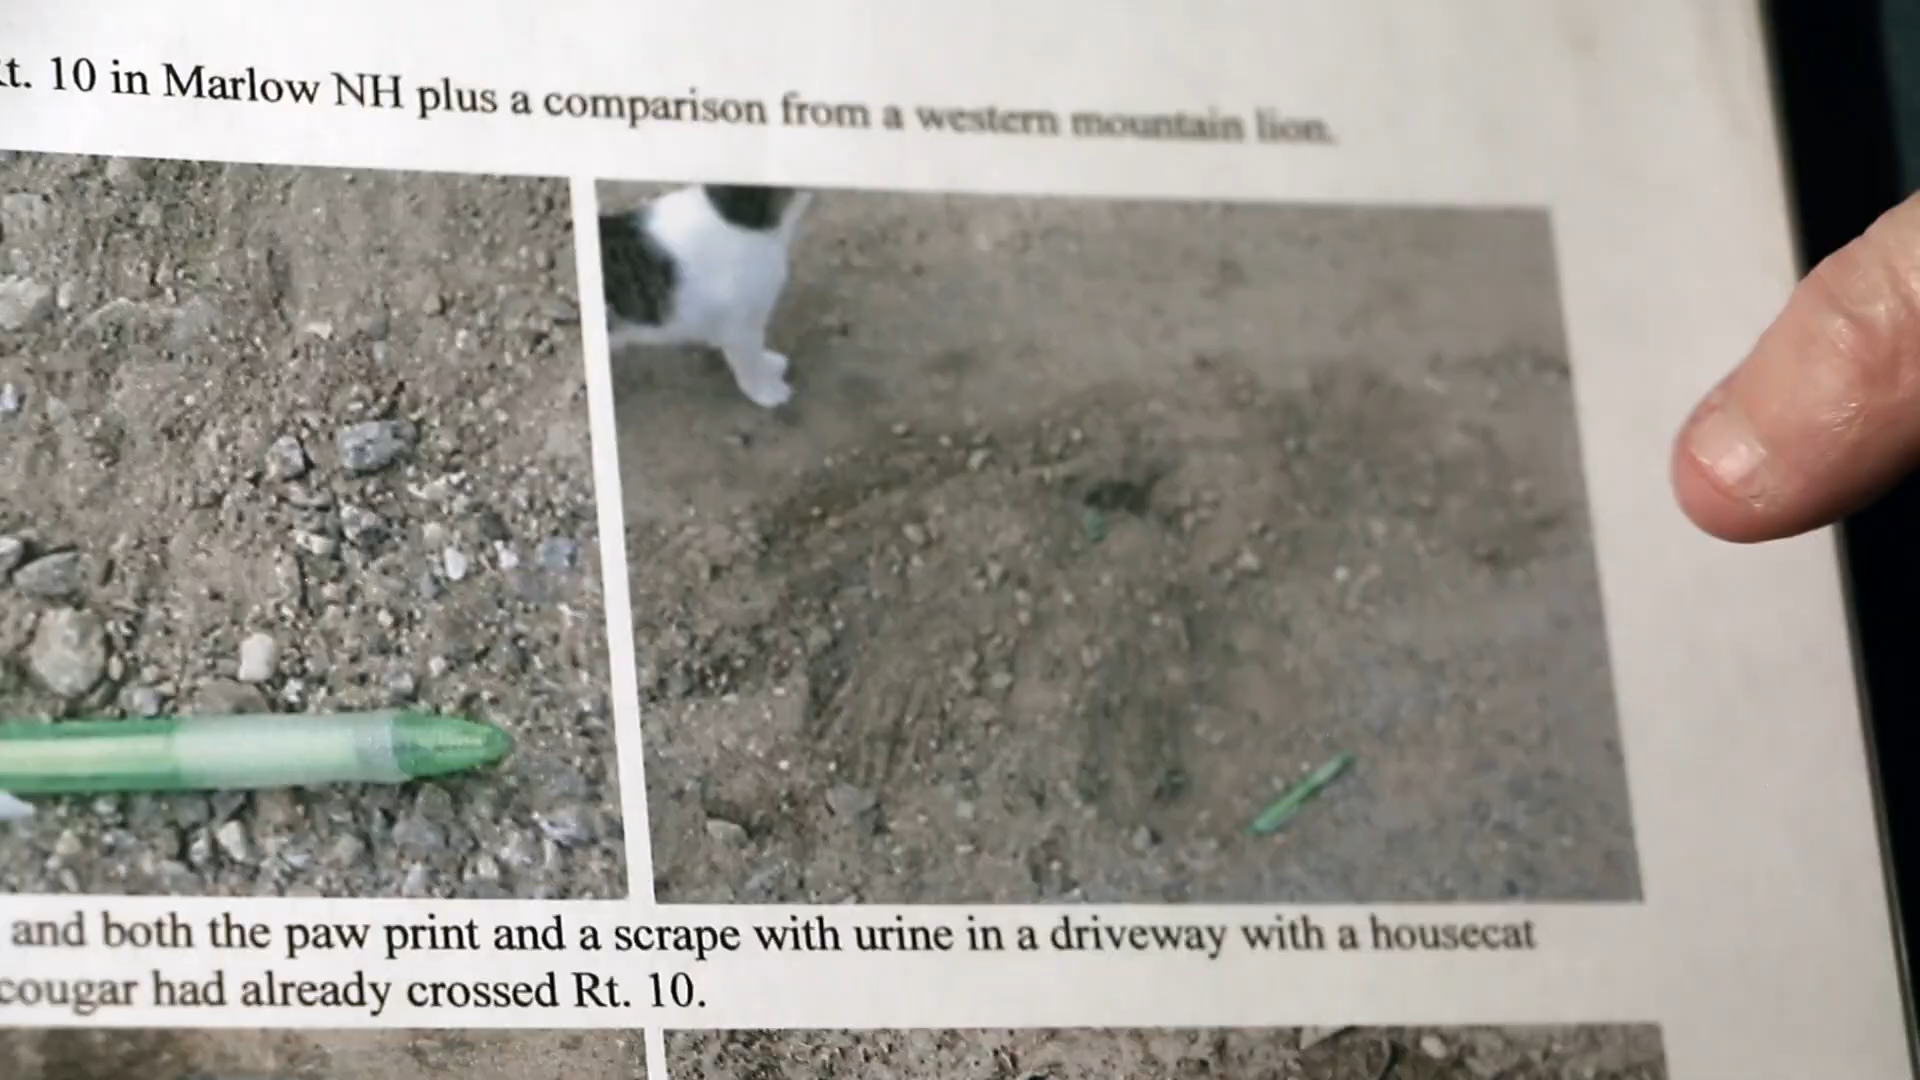 t. 10 in Marlow NH plus a comparison from a western mountain lion.
and both the paw print and a scrape with urine in a driveway with a housecat
cougar had already crossed Rt. 10.